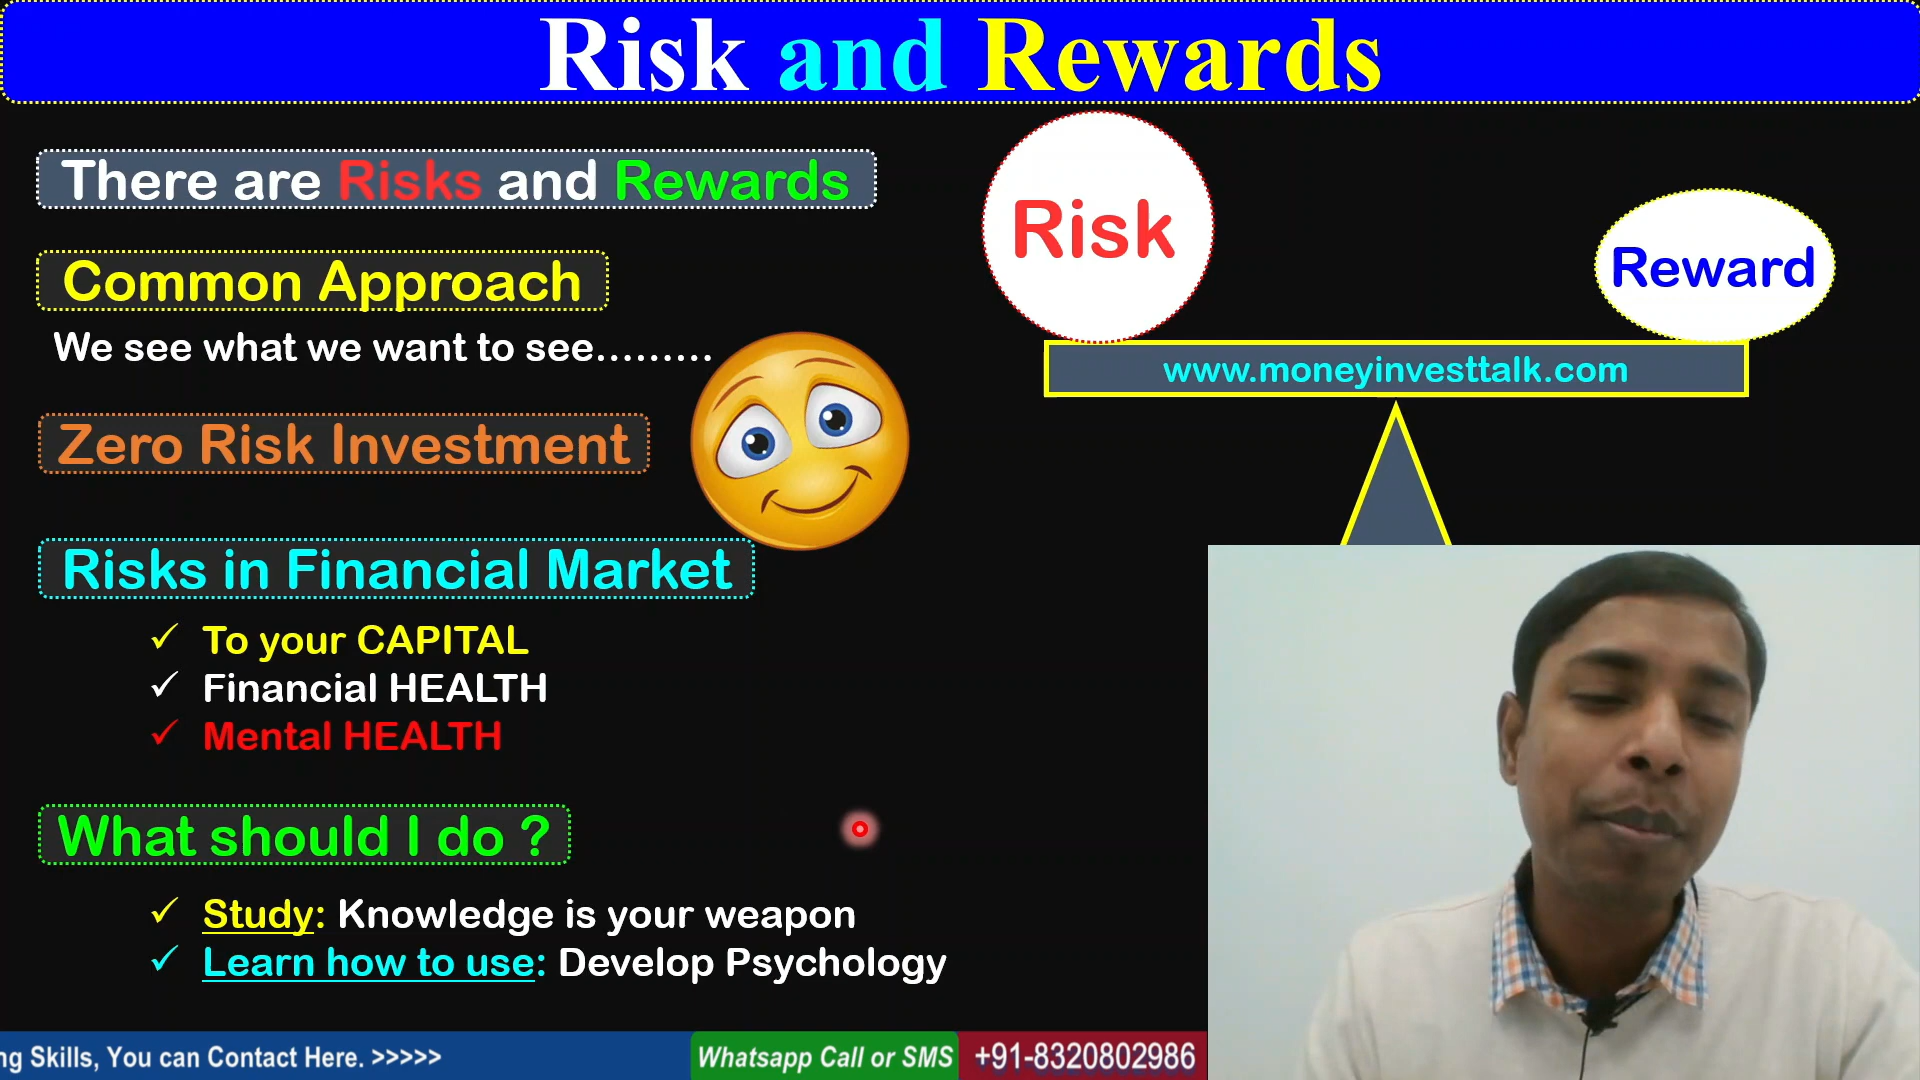 Risk and Rewards
There are Risks and Rewards
Common Approach
We see what we want to see.........
Zero Risk Investment
Risks in Financial Market
✓ To your CAPITAL
✓ Financial HEALTH
✓ Mental HEALTH
What should I do ?
✓ Study: Knowledge is your weapon
✓ Learn how to use: Develop Psychology
Risk
Reward
www.moneyinvesttalk.com
ng Skills, You can Contact Here. >>>>>
Whatsapp Call or SMS
+91-8320802986